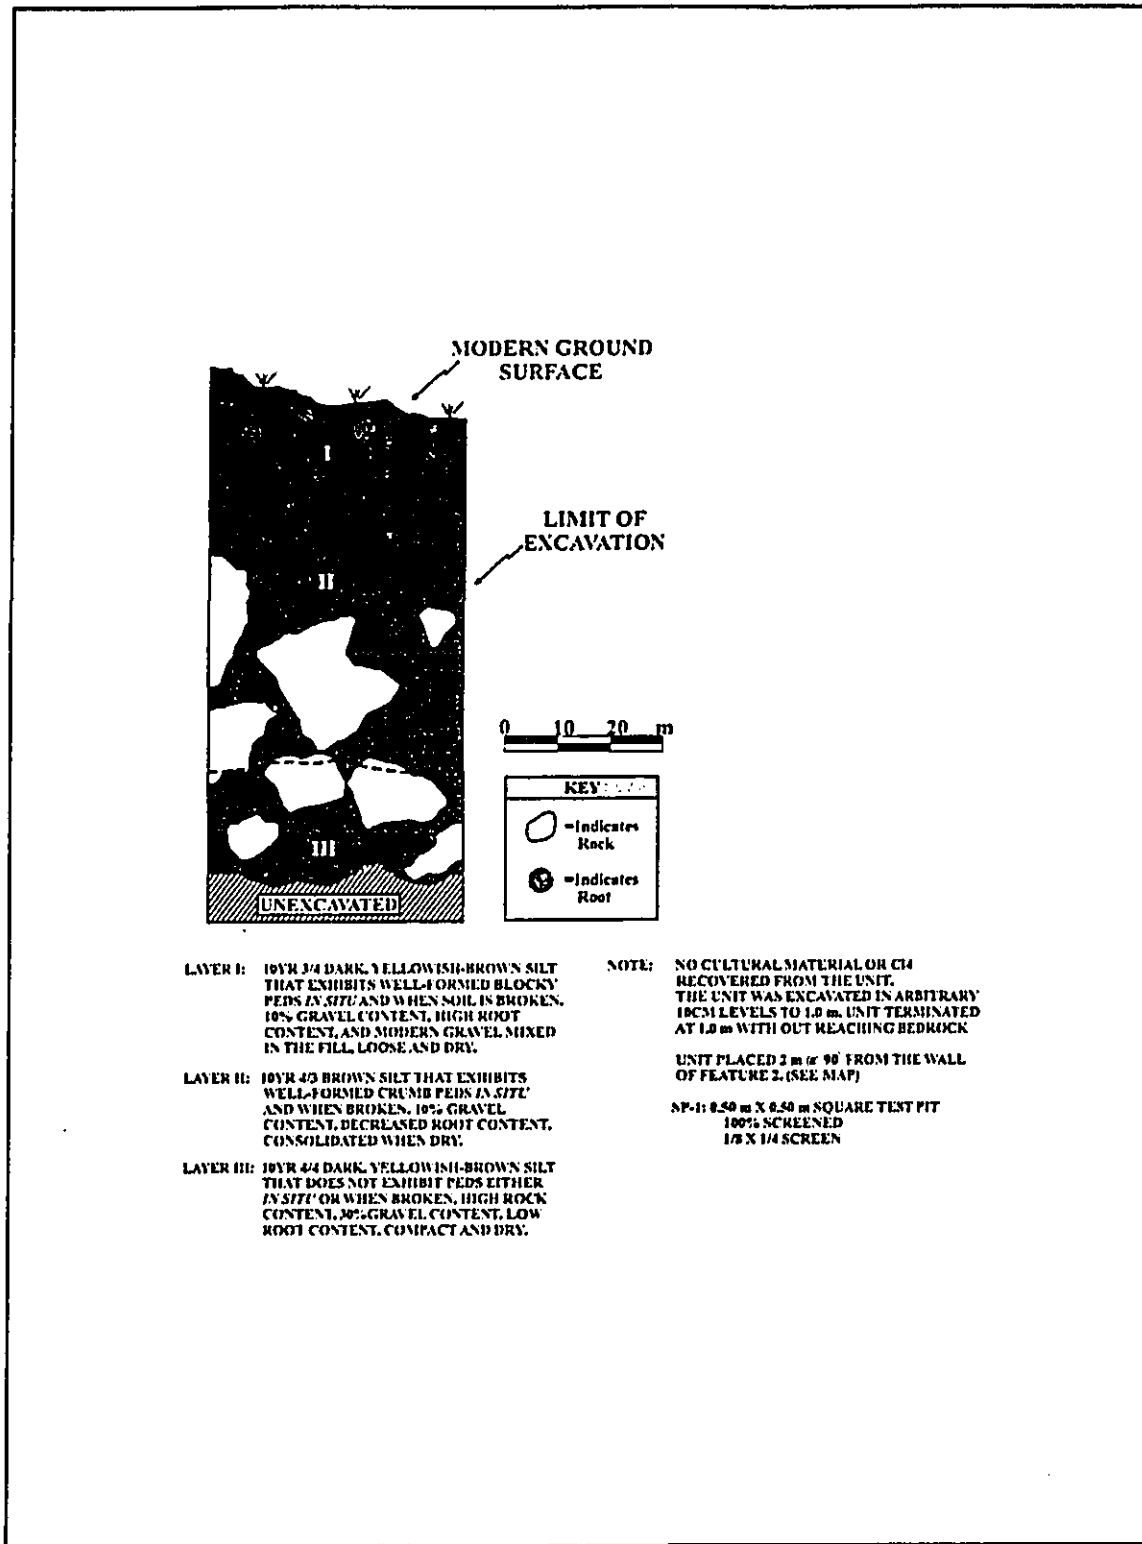 MODERN GROUND
SURFACE
I
LIMIT OF
EXCAVATION
II
0 10 20 m
KEY
=Indicates
Rock
III
=Indicates
Root
UNEXCAVATED
LAYER I: 10YR 3/4 DARK, YELLOWISH-BROWN SILT
THAT EXHIBITS WELL-FORMED BLOCKY
PEDS IN SITU AND WHEN SOIL IS BROKEN,
10% GRAVEL CONTENT, HIGH ROOT
CONTENT, AND MODERN GRAVEL MIXED
IN THE FILL, LOOSE AND DRY.
LAYER II: 10YR 4/3 BROWN SILT THAT EXHIBITS
WELL-FORMED CRUMB PEDS IN SITU
AND WHEN BROKEN, 10% GRAVEL
CONTENT, DECREASED ROOT CONTENT,
CONSOLIDATED WHEN DRY.
LAYER III: 10YR 4/4 DARK, YELLOWISH-BROWN SILT
THAT DOES NOT EXHIBIT PEDS EITHER
IN SITU OR WHEN BROKEN, HIGH ROCK
CONTENT, 30% GRAVEL CONTENT, LOW
ROOT CONTENT, COMPACT AND DRY.
NOTE: NO CULTURAL MATERIAL OR C14
RECOVERED FROM THE UNIT.
THE UNIT WAS EXCAVATED IN ARBITRARY
10CM LEVELS TO 1.0 m. UNIT TERMINATED
AT 1.0 m WITH OUT REACHING BEDROCK
UNIT PLACED 2 m @ 90° FROM THE WALL
OF FEATURE 2. (SEE MAP)
SP-1: 0.50 m X 0.50 m SQUARE TEST PIT
100% SCREENED
1/8 X 1/4 SCREEN